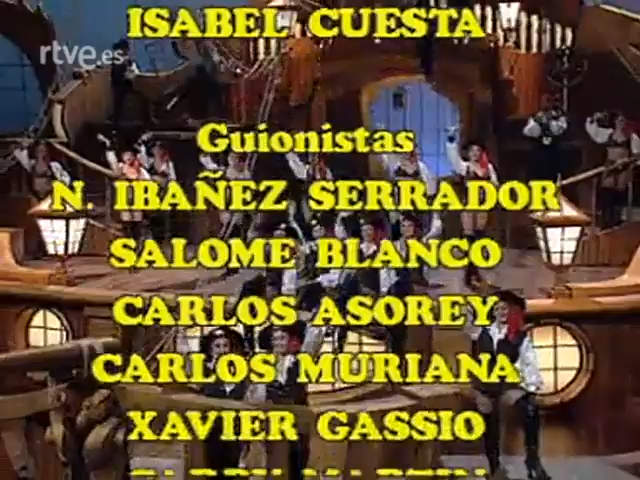 ISABEL CUESTA
rtve.es
Guionistas
N. IBAÑEZ SERRADOR
SALOME BLANCO
CARLOS ASOREY
CARLOS MURIANA
XAVIER GASSIO